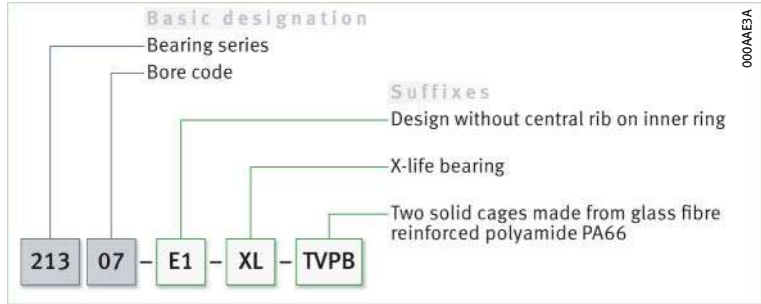 Basic designation
Bearing series
Bore code
Suffixes
Design without central rib on inner ring
X-life bearing
Two solid cages made from glass fibre
reinforced polyamide PA66
213 07 – E1 – XL – TVPB
000AAE3A